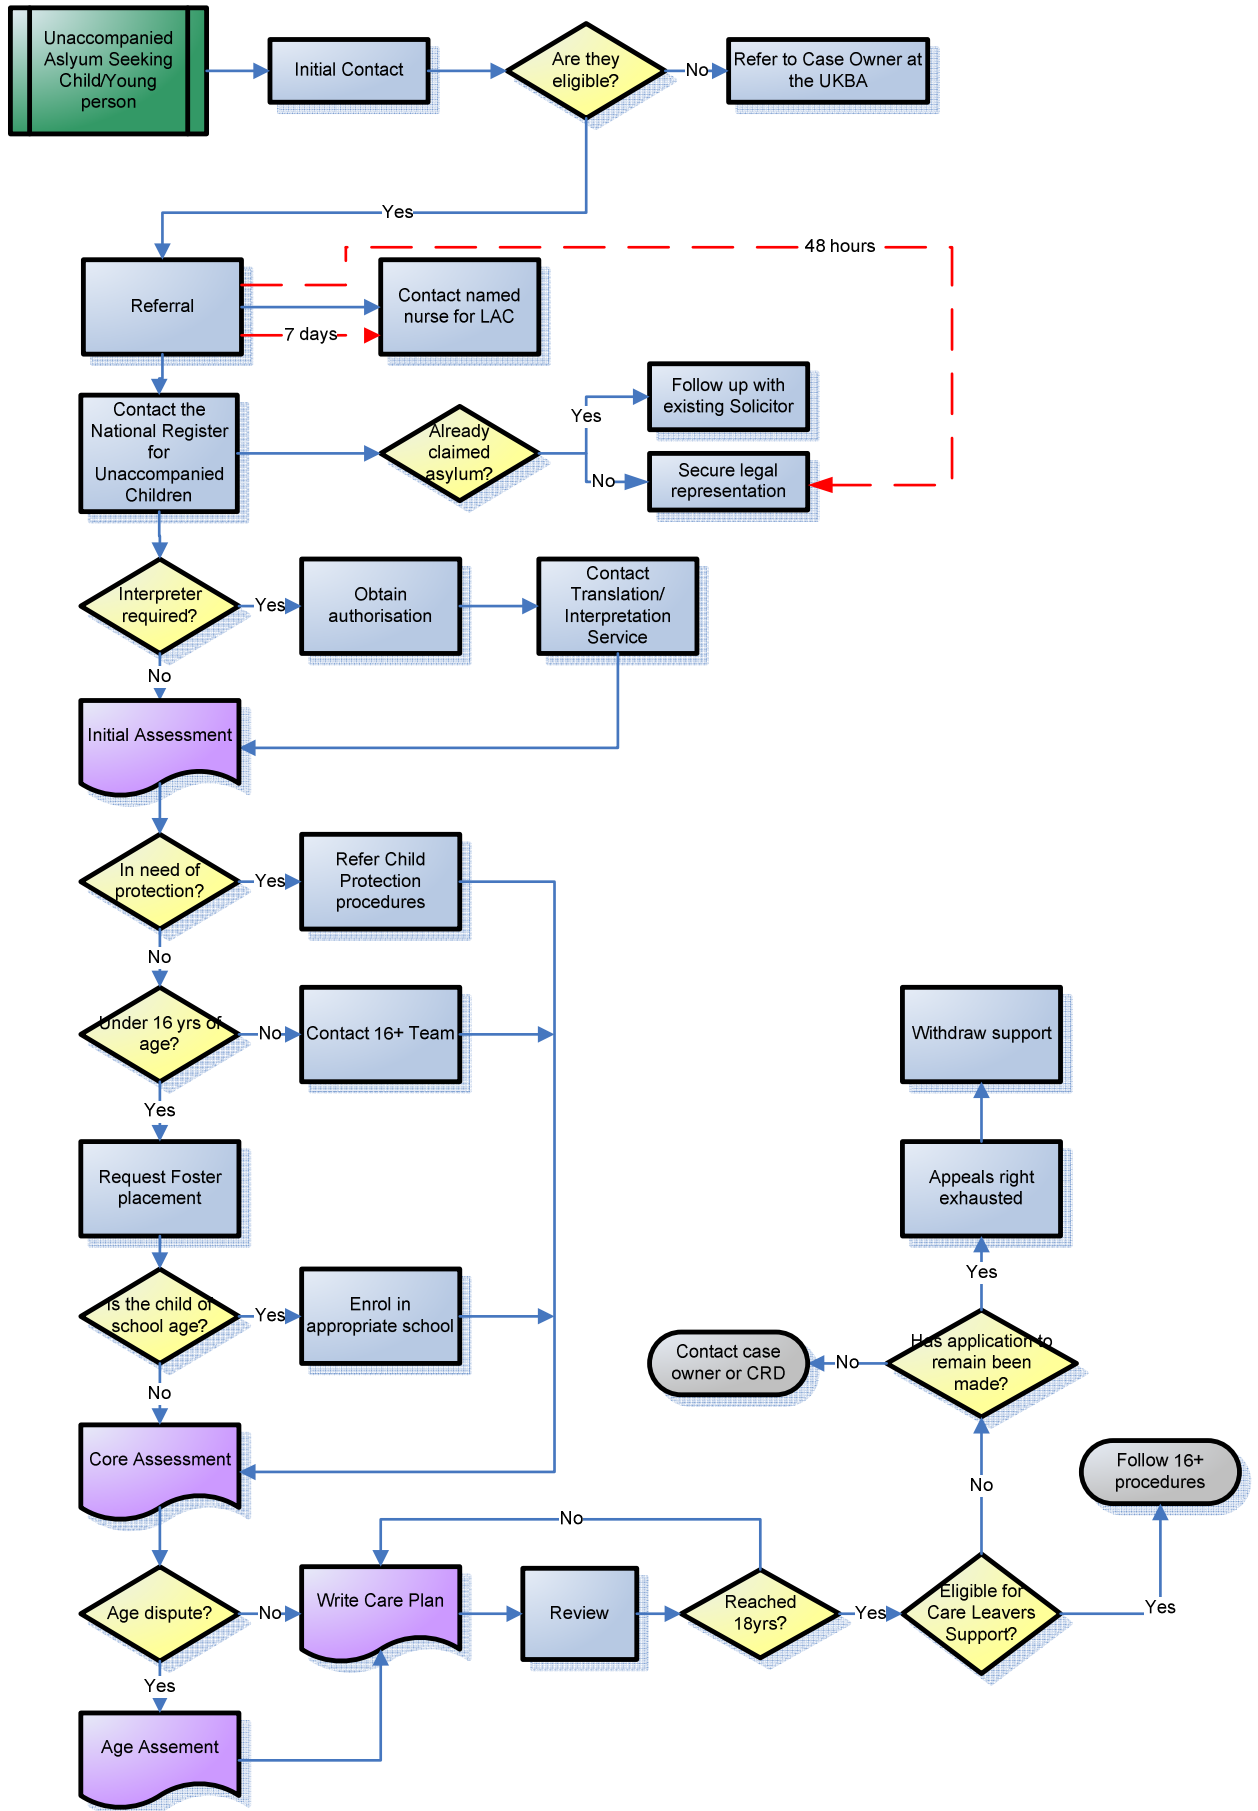 Unaccompanied
Aslyum Seeking
Child/Young
person
Initial Contact
Are they
eligible?
No
Refer to Case Owner at
the UKBA
Yes
48 hours
Referral
Contact named
nurse for LAC
7 days
Contact the
National Register
for
Unaccompanied
Children
Already
claimed
asylum?
Yes
Follow up with
existing Solicitor
No
Secure legal
representation
Interpreter
required?
Yes
Obtain
authorisation
Contact
Translation/
Interpretation
Service
No
Initial Assessment
In need of
protection?
Yes
Refer Child
Protection
procedures
No
Under 16 yrs of
age?
No
Contact 16+ Team
Yes
Request Foster
placement
Is the child of
school age?
Yes
Enrol in
appropriate school
No
Core Assessment
Age dispute?
No
Write Care Plan
Yes
Age Assement
Review
Reached
18yrs?
No
Yes
Eligible for
Care Leavers
Support?
Yes
Follow 16+
procedures
No
Has application to
remain been
made?
No
Contact case
owner or CRD
Yes
Appeals right
exhausted
Withdraw support